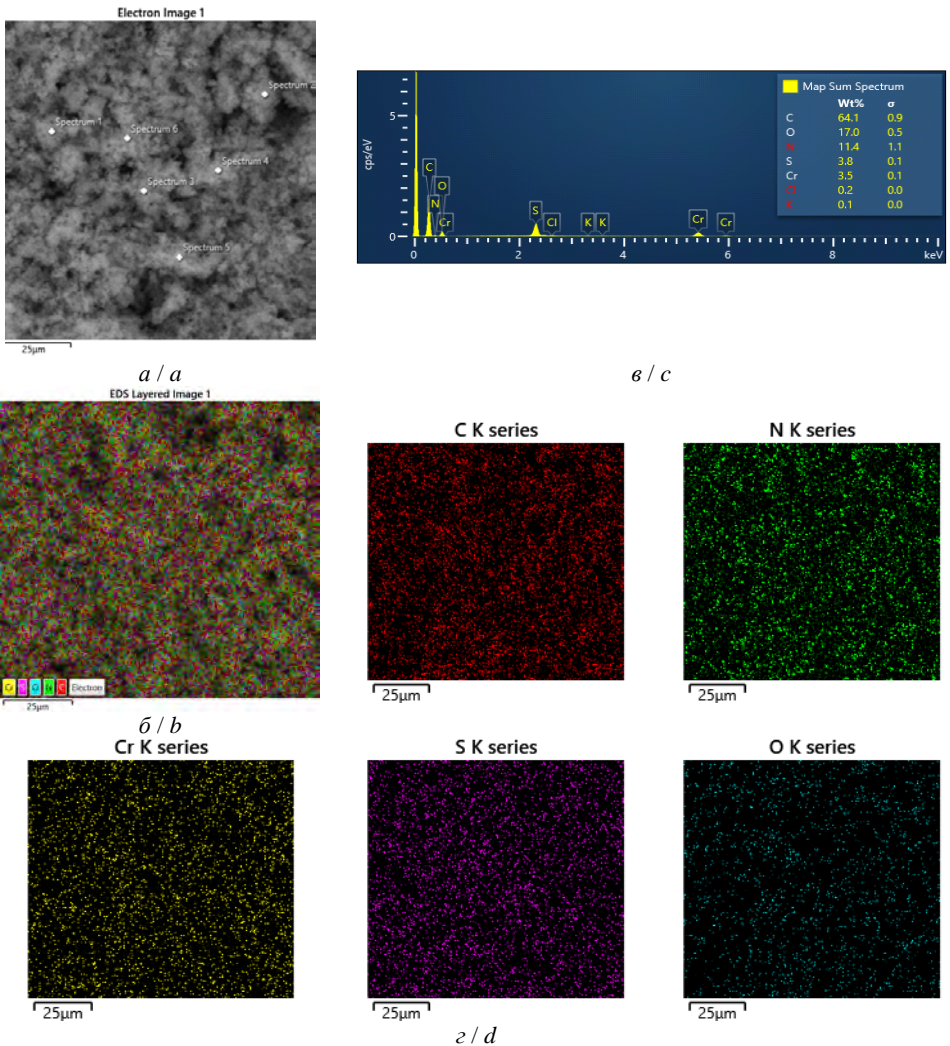 Electron Image 1
Spectrum 2
Spectrum 1
Spectrum 6
Spectrum 4
Spectrum 3
Spectrum 5
25µm
а / a
Map Sum Spectrum
Wt% σ
C 64.1 0.9
O 17.0 0.5
N 11.4 1.1
S 3.8 0.1
Cr 3.5 0.1
Cl 0.2 0.0
K 0.1 0.0
cps/eV
5
0
C
O
N
Cr
S
Cl
K
K
Cr
Cr
0 2 4 6 8 keV
в / c
EDS Layered Image 1
Cr S O N C Electron
25µm
б / b
C K series
25µm
N K series
25µm
Cr K series
25µm
S K series
25µm
O K series
25µm
г / d